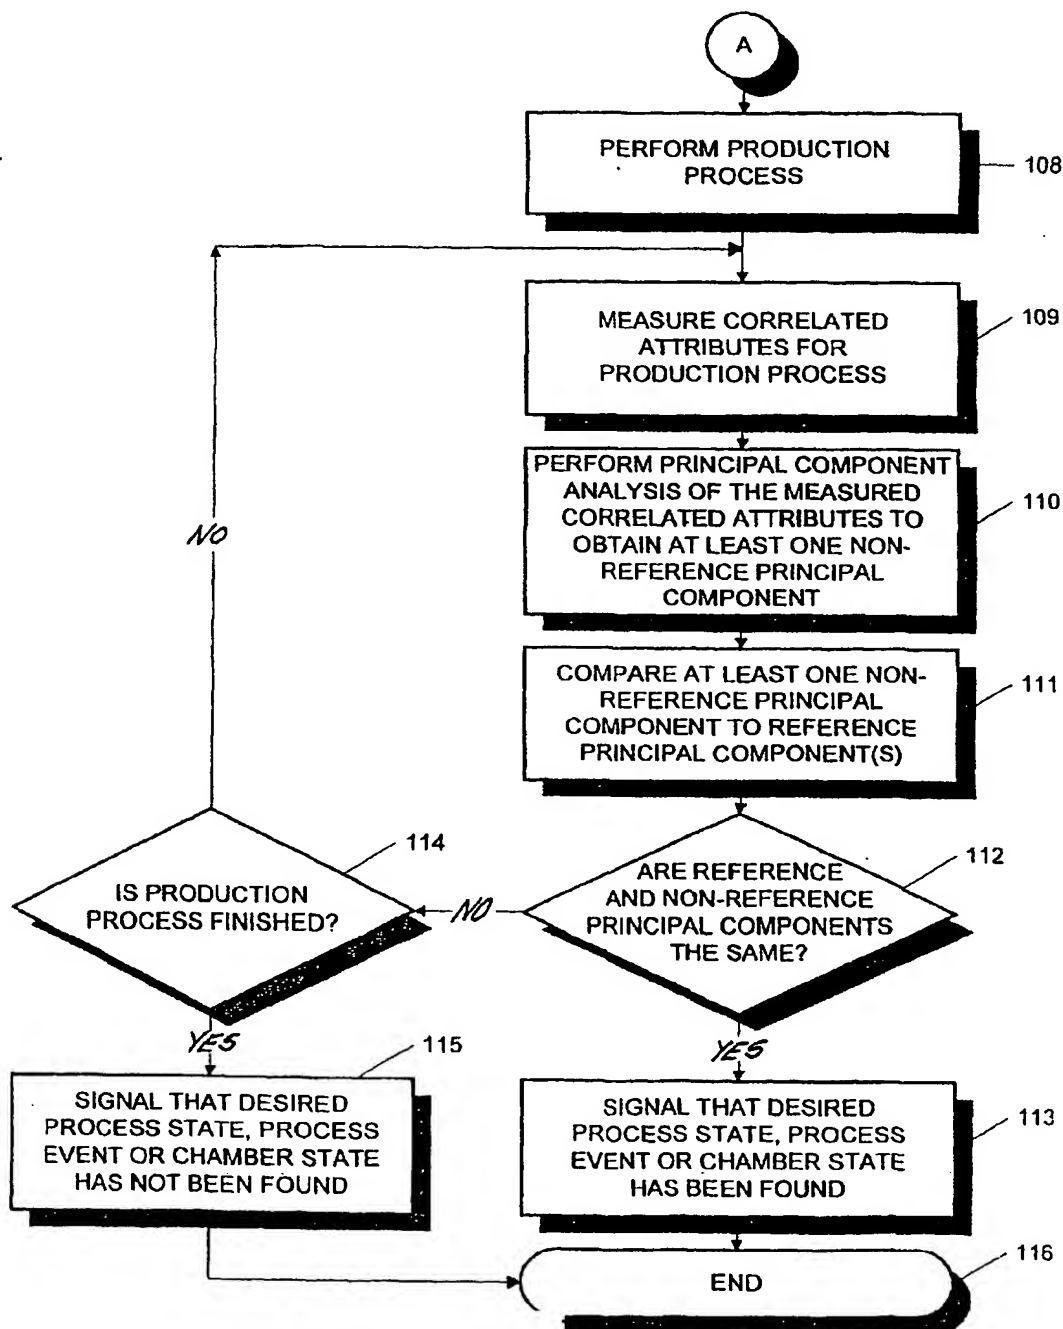 A
PERFORM PRODUCTION
PROCESS
108
MEASURE CORRELATED
ATTRIBUTES FOR
PRODUCTION PROCESS
109
PERFORM PRINCIPAL COMPONENT
ANALYSIS OF THE MEASURED
CORRELATED ATTRIBUTES TO
OBTAIN AT LEAST ONE NON-
REFERENCE PRINCIPAL
COMPONENT
110
COMPARE AT LEAST ONE NON-
REFERENCE PRINCIPAL
COMPONENT TO REFERENCE
PRINCIPAL COMPONENT(S)
111
ARE REFERENCE
AND NON-REFERENCE
PRINCIPAL COMPONENTS
THE SAME?
112
NO
IS PRODUCTION
PROCESS FINISHED?
114
NO
YES
SIGNAL THAT DESIRED
PROCESS STATE, PROCESS
EVENT OR CHAMBER STATE
HAS NOT BEEN FOUND
115
YES
SIGNAL THAT DESIRED
PROCESS STATE, PROCESS
EVENT OR CHAMBER STATE
HAS BEEN FOUND
113
END
116